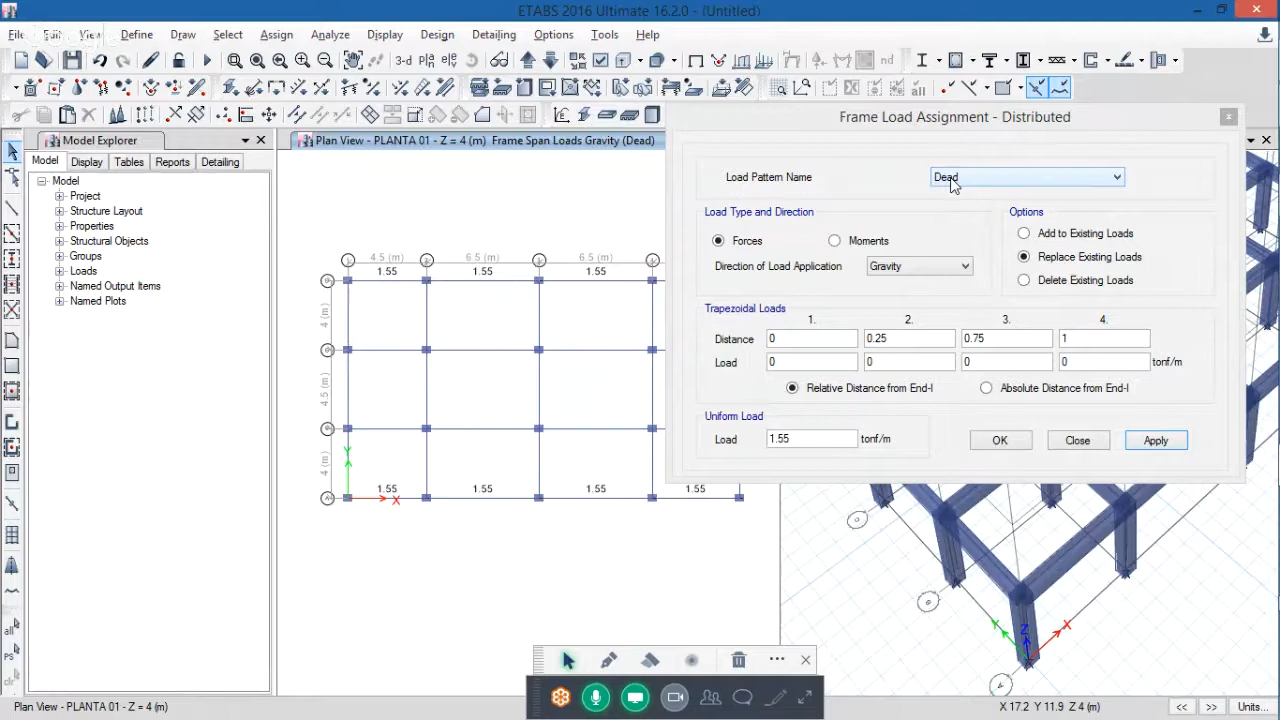 ETABS 2016 Ultimate 16.2.0 - (Untitled)
File Edit View Define Draw Select Assign Analyze Display Design Detailing Options Tools Help
3-d
nd
Model Explorer
Plan View - PLANTA 01 - Z = 4 (m) Frame Span Loads Gravity (Dead)
Model Display Tables Reports Detailing
Model
Project
Structure Layout
Properties
Structural Objects
Groups
Loads
Named Output Items
Named Plots
4.5 (m) 6.5 (m) 6.5 (m)
1.55 1.55 1.55
4 (m)
4.5 (m)
4 (m)
Y
1.55 1.55 1.55 1.55
X
Frame Load Assignment - Distributed
Load Pattern Name Dead
Load Type and Direction
Forces Moments
Direction of Load Application Gravity
Options
Add to Existing Loads
Replace Existing Loads
Delete Existing Loads
Trapezoidal Loads
1. 2. 3. 4.
Distance 0 0.25 0.75 1
Load 0 0 0 0 tonf/m
Relative Distance from End-I Absolute Distance from End-I
Uniform Load
Load 1.55 tonf/m
OK Close Apply
Y Z X
all
PS
Plan View - PLANTA 01 - Z = 4 (m)
X 17.2 Y 11.9 Z 4 (m)
<< >> Units...